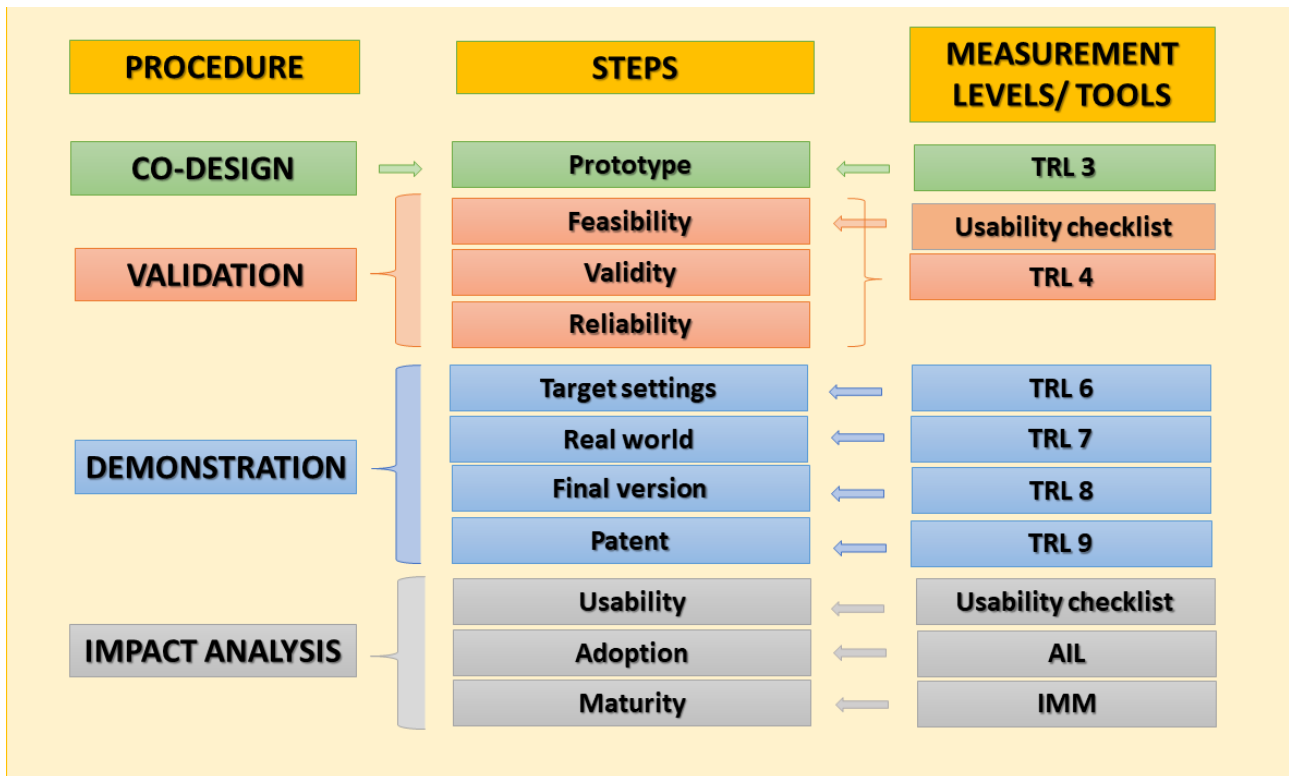 PROCEDURE
STEPS
MEASUREMENT
LEVELS/ TOOLS
CO-DESIGN
Prototype
TRL 3
VALIDATION
Feasibility
Usability checklist
Validity
TRL 4
Reliability
DEMONSTRATION
Target settings
TRL 6
Real world
TRL 7
Final version
TRL 8
Patent
TRL 9
IMPACT ANALYSIS
Usability
Usability checklist
Adoption
AIL
Maturity
IMM